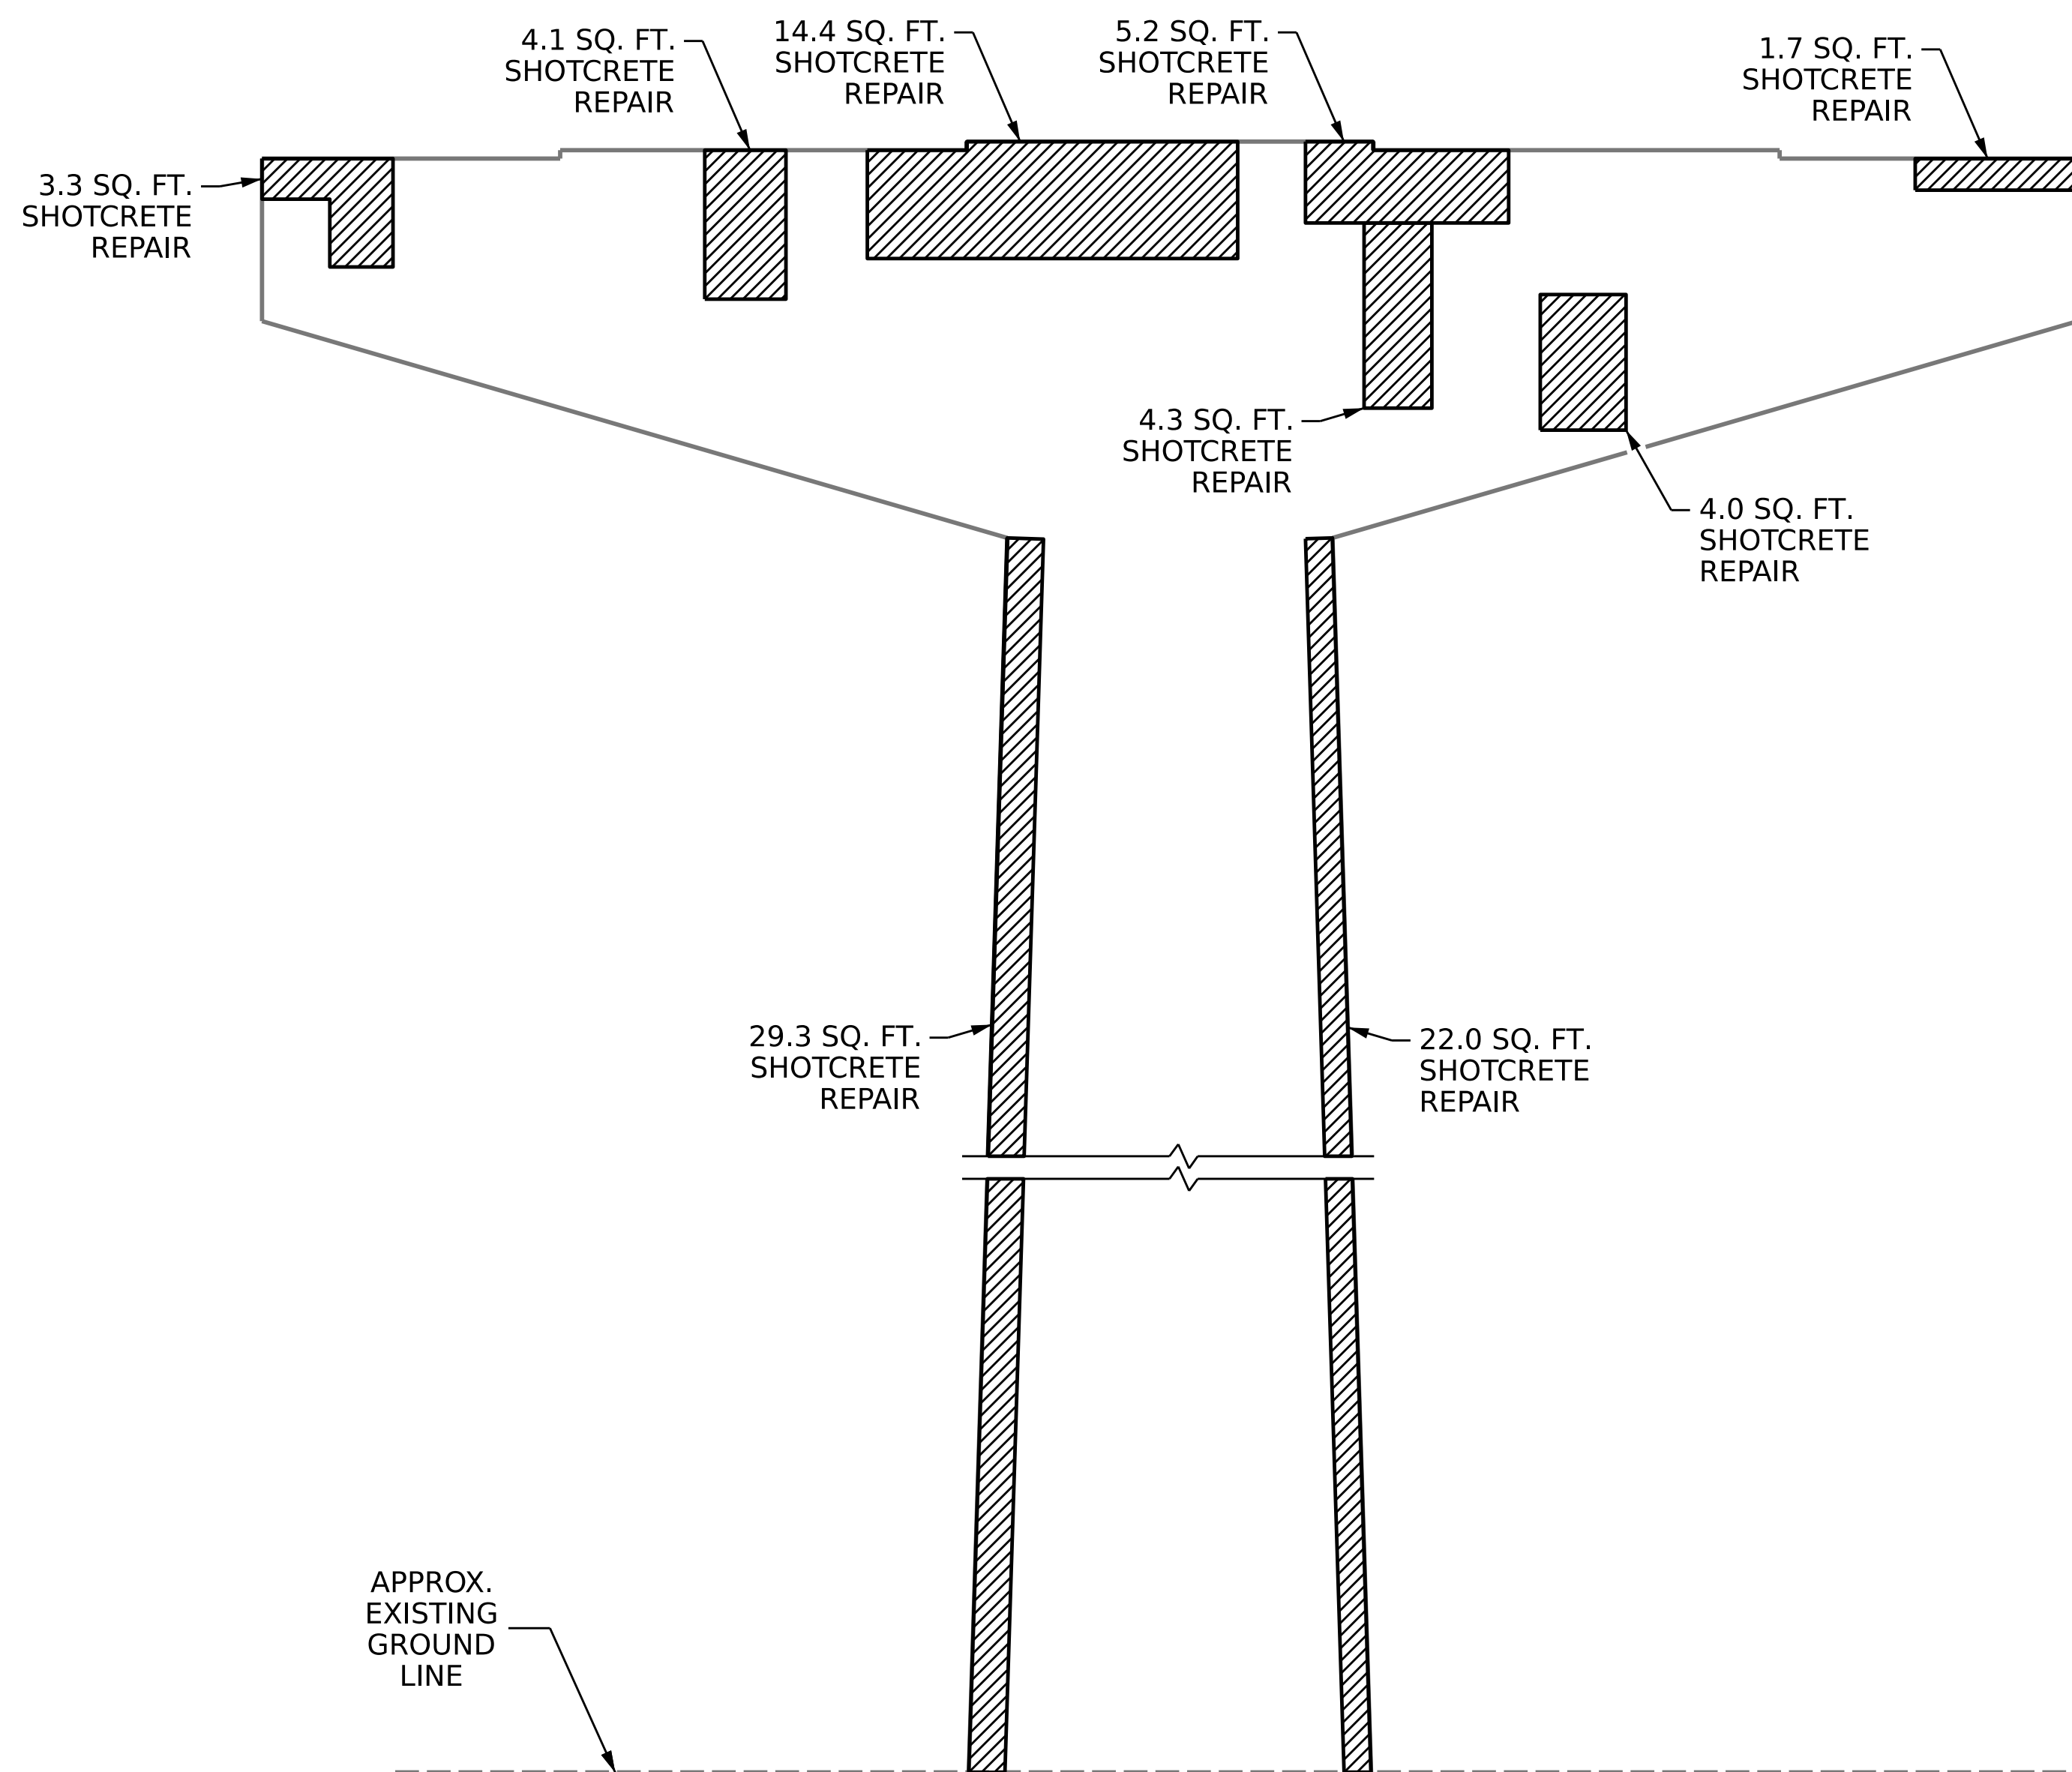 4.1 SQ. FT.
SHOTCRETE
REPAIR
14.4 SQ. FT.
SHOTCRETE
REPAIR
5.2 SQ. FT.
SHOTCRETE
REPAIR
1.7 SQ. FT.
SHOTCRETE
REPAIR
3.3 SQ. FT.
SHOTCRETE
REPAIR
4.3 SQ. FT.
SHOTCRETE
REPAIR
4.0 SQ. FT.
SHOTCRETE
REPAIR
29.3 SQ. FT.
SHOTCRETE
REPAIR
22.0 SQ. FT.
SHOTCRETE
REPAIR
APPROX.
EXISTING
GROUND
LINE